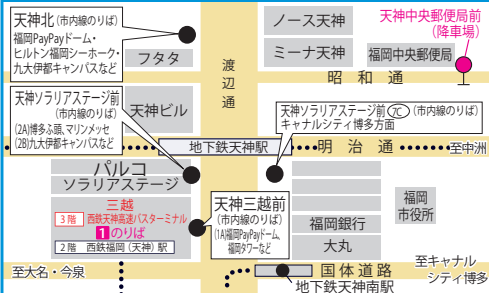 天神北(市内線のりば)
福岡PayPayドーム・
ヒルトン福岡シーホーク・
九大伊都キャンパスなど
フタタ
渡辺通
ノース天神
ミーナ天神
福岡中央郵便局
天神中央郵便局前
(降車場)
昭和通
天神ソラリアステージ前
(市内線のりば)
(2A)博多ふ頭、マリンメッセ
(2B)九大伊都キャンパスなど
天神ビル
天神ソラリアステージ前 7C (市内線のりば)
キャナルシティ博多方面
地下鉄天神駅
明治通
至中洲
パルコ
ソラリアステージ
三越
3階 西鉄天神高速バスターミナル
1のりば
2階 西鉄福岡(天神)駅
天神三越前
(市内線のりば)
(1A)福岡PayPayドーム、
福岡タワーなど
福岡銀行
大丸
福岡
市役所
至大名・今泉
国体道路
地下鉄天神南駅
至キャナル
シティ博多